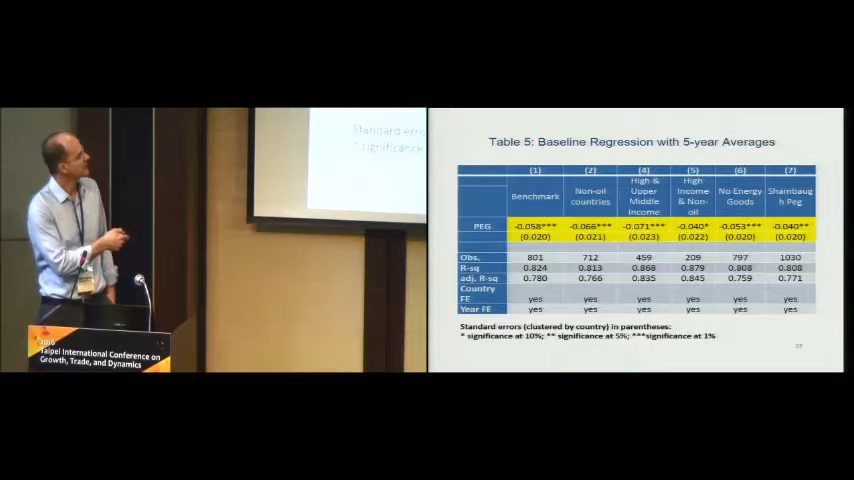 Standard erro
* significance
2016
Taipei International Conference on
Growth, Trade, and Dynamics
Table 5: Baseline Regression with 5-year Averages
(1) (2) (4) (5) (6) (7)
Benchmark Non-oil countries High & Upper Middle Income High Income & Non-oil No Energy Goods Shambaugh Peg
PEG -0.058*** -0.066*** -0.071*** -0.040* -0.053*** -0.040**
(0.020) (0.021) (0.023) (0.022) (0.020) (0.020)
Obs. 801 712 459 209 797 1030
R-sq 0.824 0.813 0.868 0.879 0.808 0.808
adj. R-sq 0.780 0.766 0.835 0.845 0.759 0.771
Country FE yes yes yes yes yes yes
Year FE yes yes yes yes yes yes
Standard errors (clustered by country) in parentheses:
* significance at 10%; ** significance at 5%; ***significance at 1%